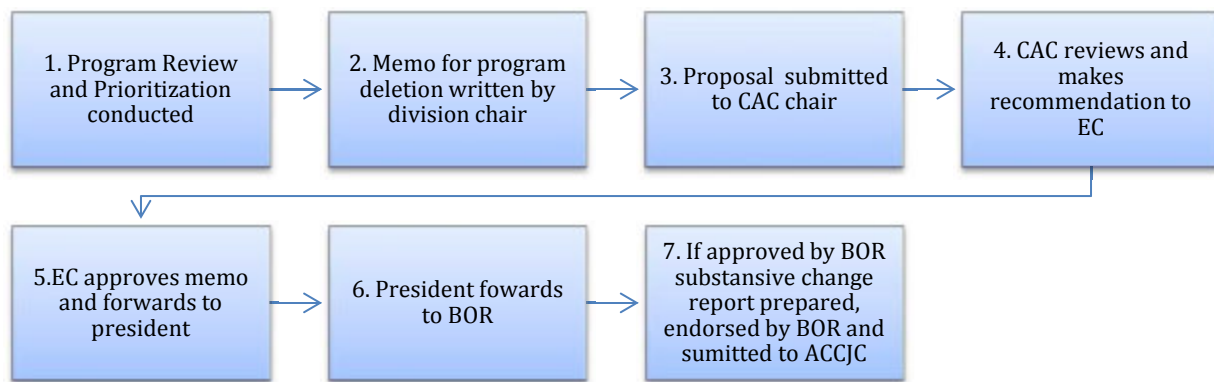 1. Program Review
and Prioritization
conducted
2. Memo for program
deletion written by
division chair
3. Proposal submitted
to CAC chair
4. CAC reviews and
makes
recommendation to
EC
5.EC approves memo
and forwards to
president
6. President fowards
to BOR
7. If approved by BOR
substansive change
report prepared,
endorsed by BOR and
sumitted to ACCJC